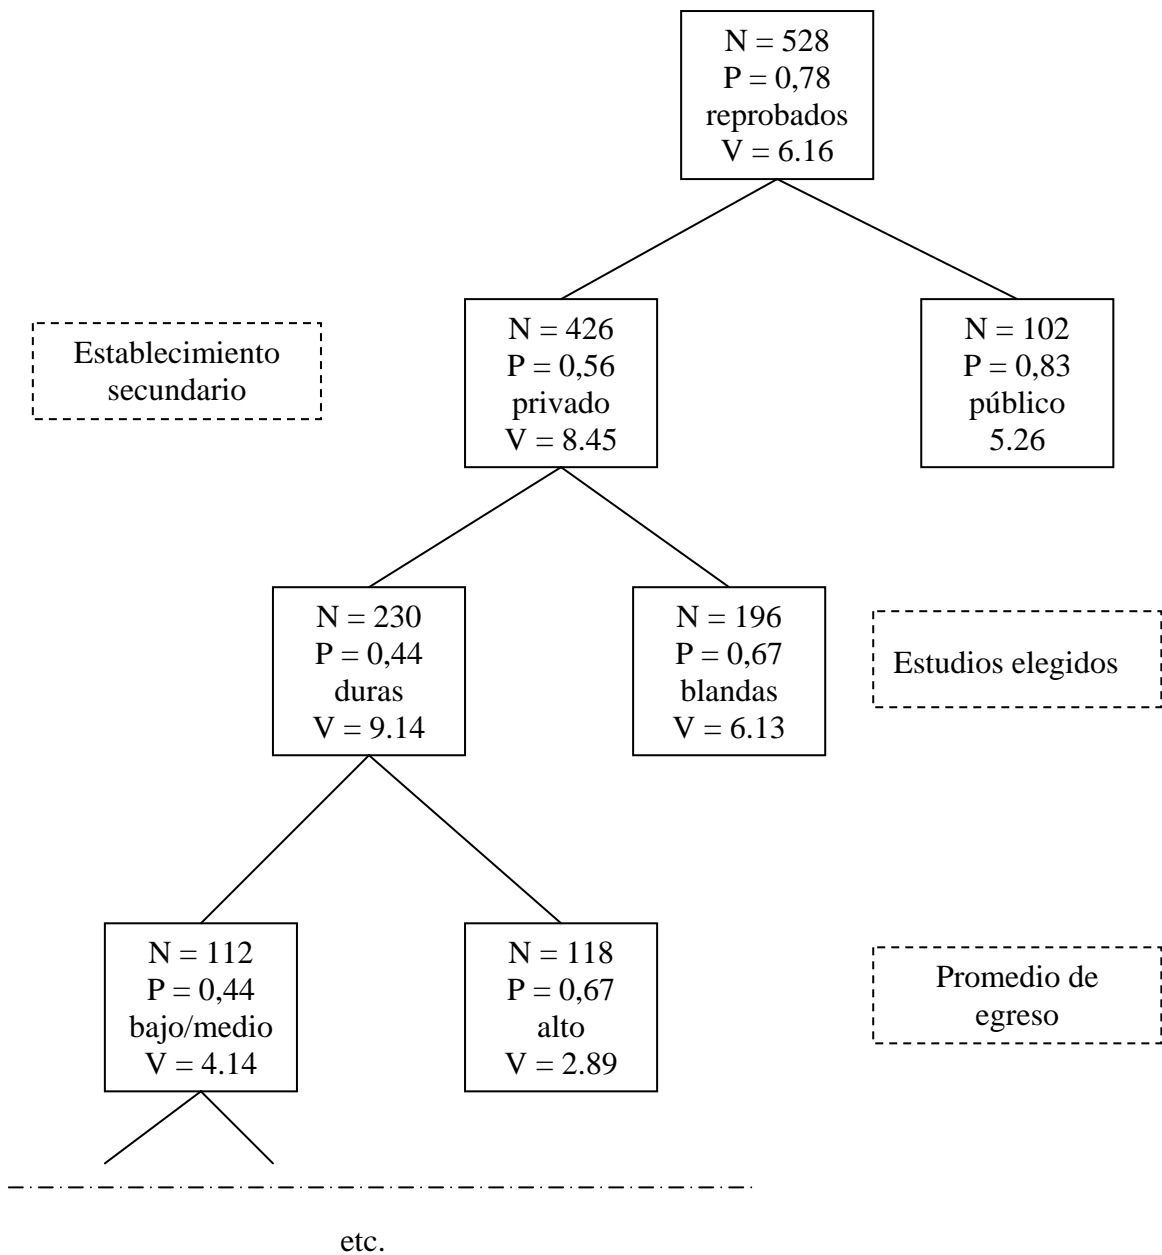 N = 528
P = 0,78
reprobados
V = 6.16
Establecimiento
secundario
N = 426
P = 0,56
privado
V = 8.45
N = 102
P = 0,83
público
5.26
N = 230
P = 0,44
duras
V = 9.14
N = 196
P = 0,67
blandas
V = 6.13
Estudios elegidos
N = 112
P = 0,44
bajo/medio
V = 4.14
N = 118
P = 0,67
alto
V = 2.89
Promedio de
egreso
etc.